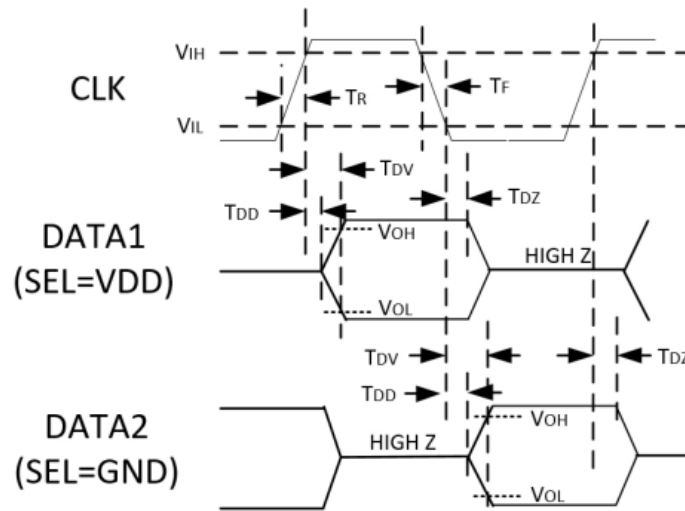 VIH
CLK
TR
TF
VIL
TDV
TDD
TDZ
DATA1
(SEL=VDD)
VOH
HIGH Z
VOL
TDV
TDZ
TDD
DATA2
(SEL=GND)
VOH
HIGH Z
VOL